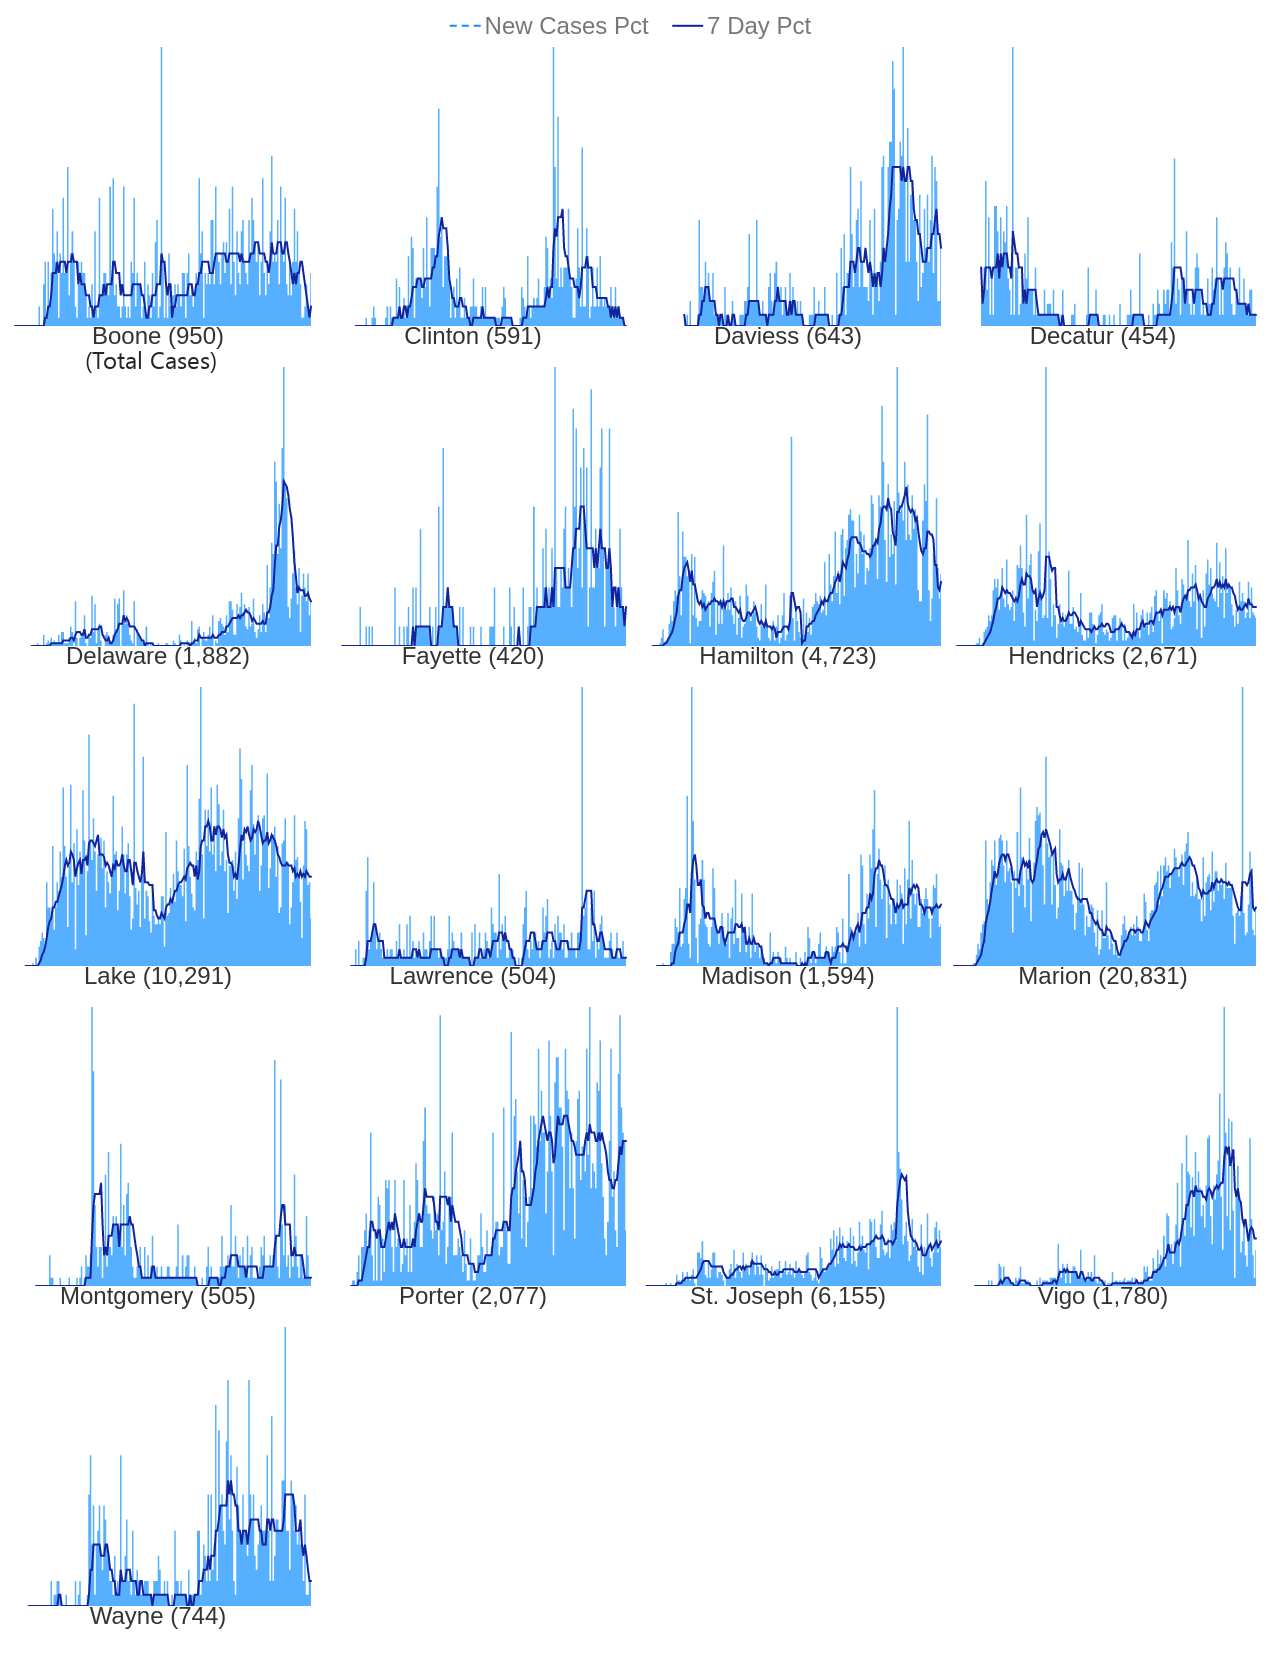 New Cases Pct 7 Day Pct
Boone (950) Clinton (591) Daviess (643) Decatur (454)
(Total Cases)
Delaware (1,882) Fayette (420) Hamilton (4,723) Hendricks (2,671)
Lake (10,291) Lawrence (504) Madison (1,594) Marion (20,831)
Montgomery (505) Porter (2,077) St. Joseph (6,155) Vigo (1,780)
Wayne (744)